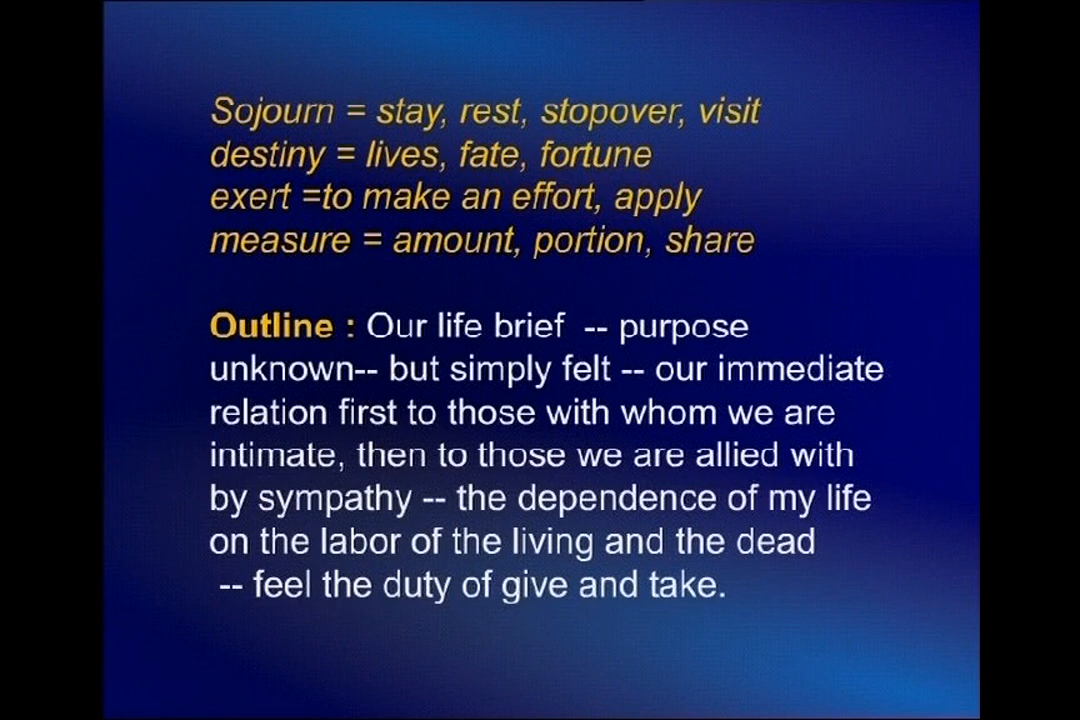 Sojourn = stay, rest, stopover, visit
destiny = lives, fate, fortune
exert =to make an effort, apply
measure = amount, portion, share
Outline : Our life brief -- purpose
unknown-- but simply felt -- our immediate
relation first to those with whom we are
intimate, then to those we are allied with
by sympathy -- the dependence of my life
on the labor of the living and the dead
-- feel the duty of give and take.